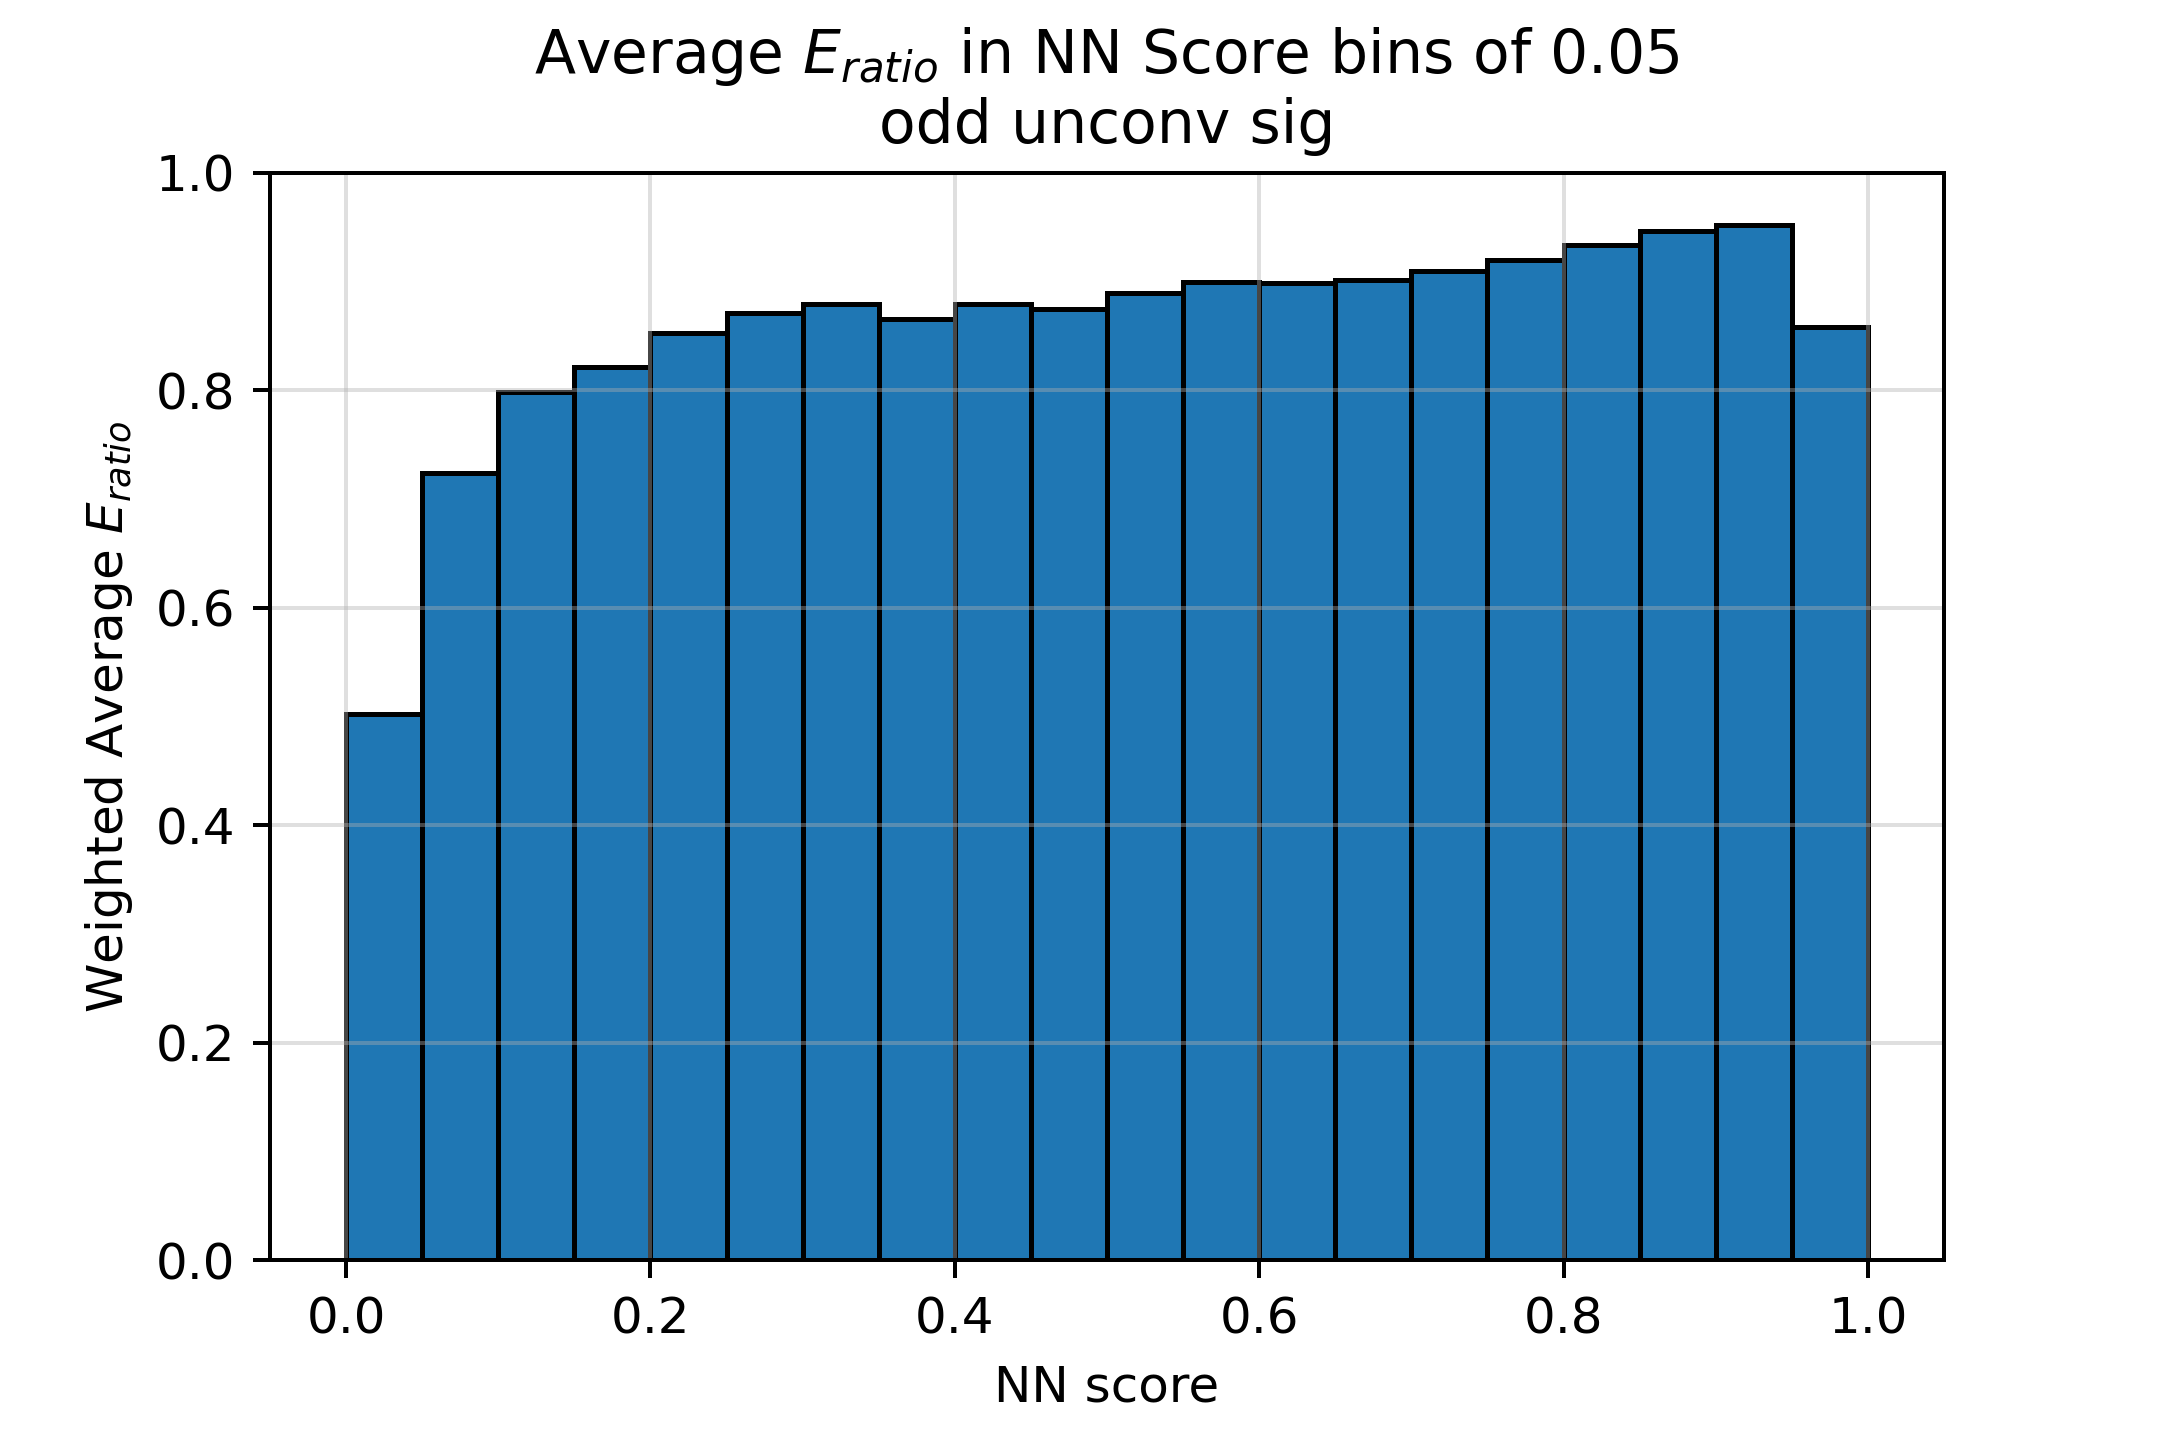 Average E_ratio in NN Score bins of 0.05
odd unconv sig
Weighted Average E_ratio
1.0
0.8
0.6
0.4
0.2
0.0
0.0 0.2 0.4 0.6 0.8 1.0
NN score